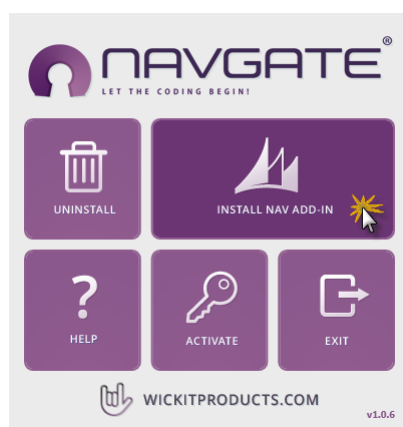 NAVGATE®
LET THE CODING BEGIN!
UNINSTALL
INSTALL NAV ADD-IN
?
HELP
ACTIVATE
EXIT
WICKITPRODUCTS.COM
v1.0.6